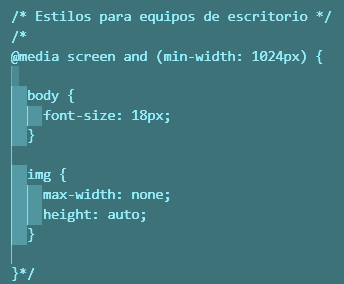 /* Estilos para equipos de escritorio */
/*
@media screen and (min-width: 1024px) {
body {
font-size: 18px;
}
img {
max-width: none;
height: auto;
}
}*/